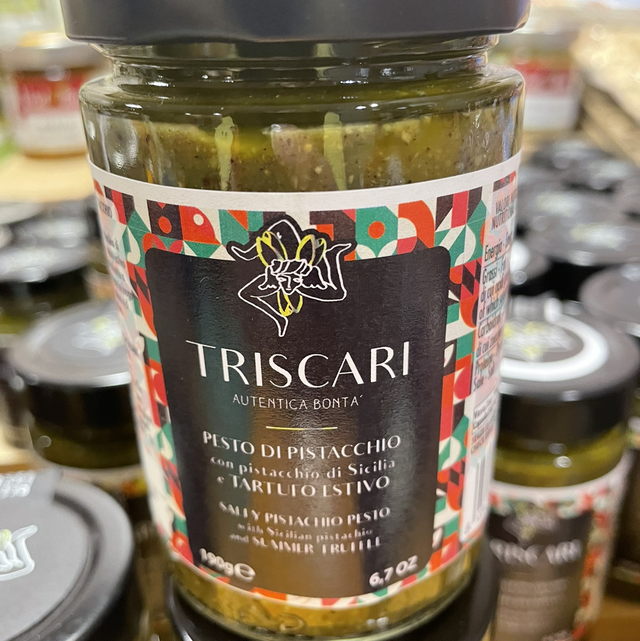 TRISCARI
AUTENTICA BONTA´
PESTO DI PISTACCHIO
con pistacchio di Sicilia
e TARTUFO ESTIVO
SALTY PISTACHIO PESTO
with Sicilian pistachio
and SUMMER TRUFFLE
190g℮
6,7 OZ
TRISCARI